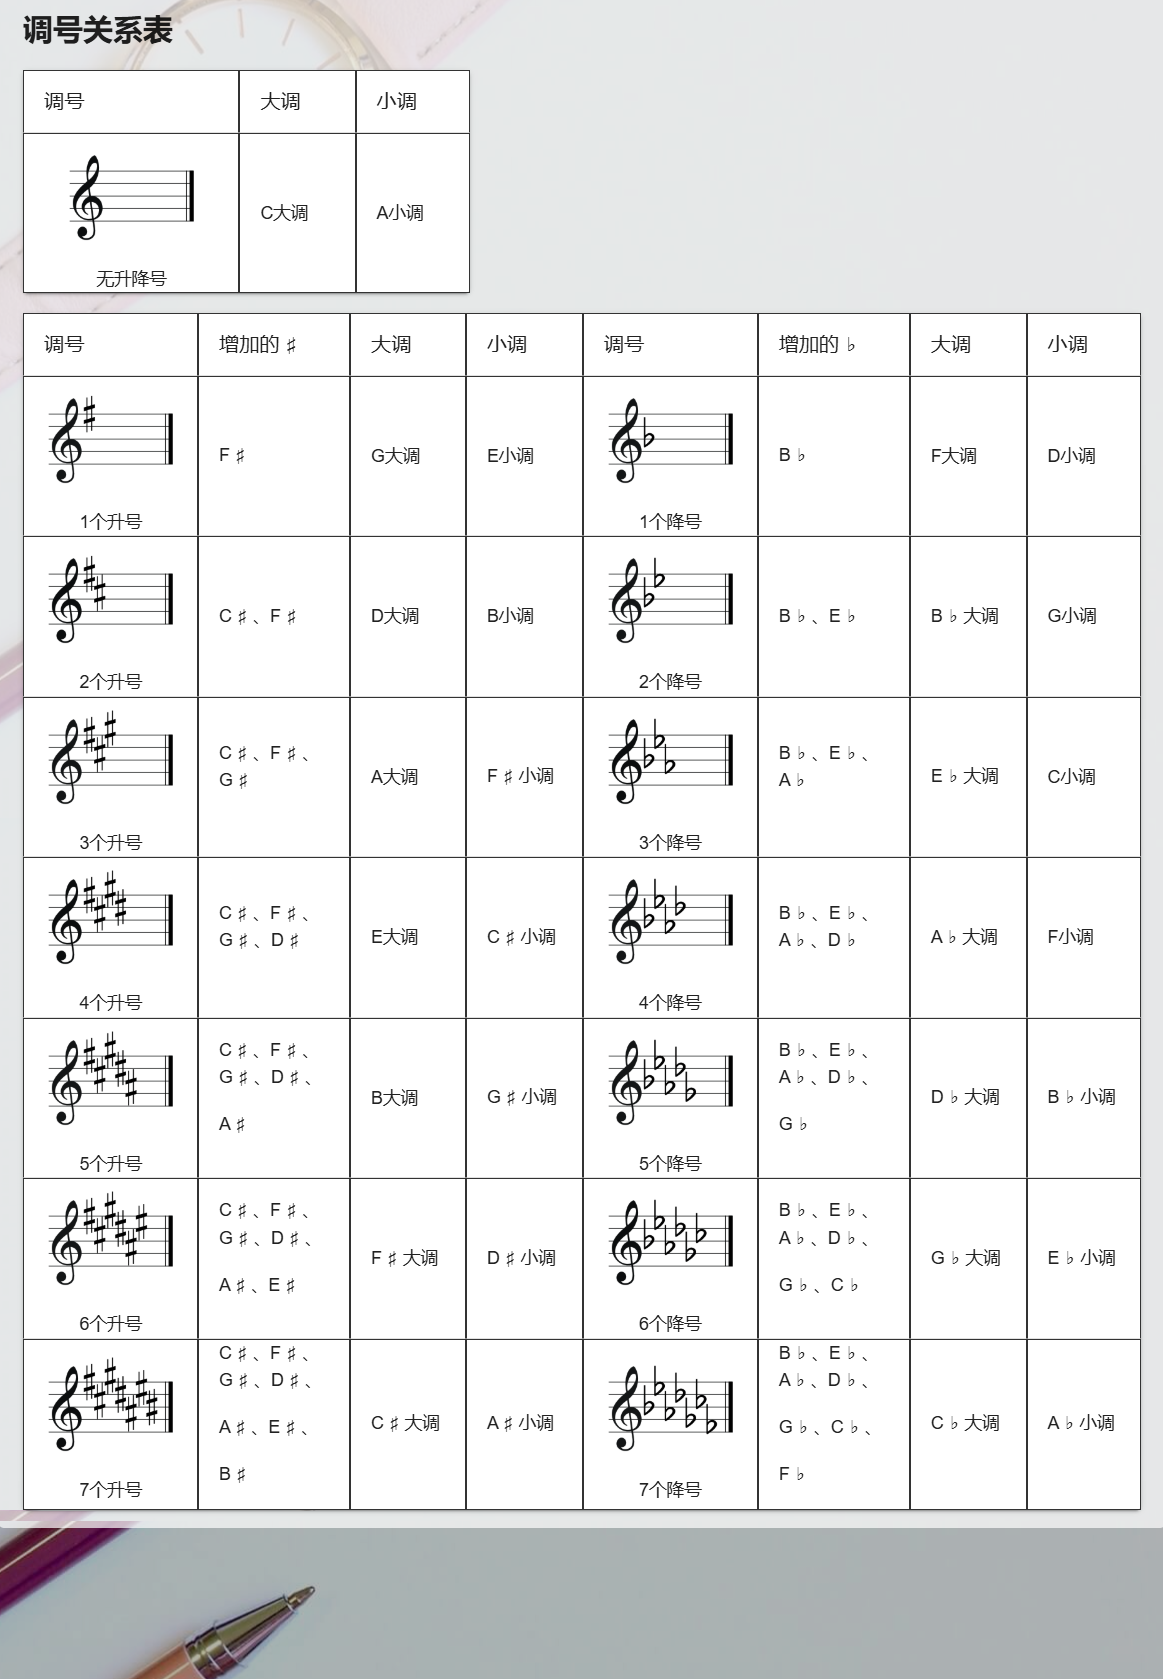 调号关系表
调号 大调 小调
C大调 A小调
无升降号
调号 增加的♯ 大调 小调 调号 增加的♭ 大调 小调
F♯ G大调 E小调 B♭ F大调 D小调
1个升号 1个降号
C♯、F♯ D大调 B小调 B♭、E♭ B♭大调 G小调
2个升号 2个降号
C♯、F♯、 B♭、E♭、
A大调 F♯小调 E♭大调 C小调
G♯ A♭
3个升号 3个降号
C♯、F♯、 B♭、E♭、
E大调 C♯小调 A♭大调 F小调
G♯、D♯ A♭、D♭
4个升号 4个降号
C♯、F♯、 B♭、E♭、
G♯、D♯、 A♭、D♭、
B大调 G♯小调 D♭大调 B♭小调
A♯ G♭
5个升号 5个降号
C♯、F♯、 B♭、E♭、
G♯、D♯、 A♭、D♭、
F♯大调 D♯小调 G♭大调 E♭小调
A♯、E♯ G♭、C♭
6个升号 6个降号
C♯、F♯、 B♭、E♭、
G♯、D♯、 A♭、D♭、
A♯、E♯、 C♯大调 A♯小调 G♭、C♭、 C♭大调 A♭小调
B♯ F♭
7个升号 7个降号